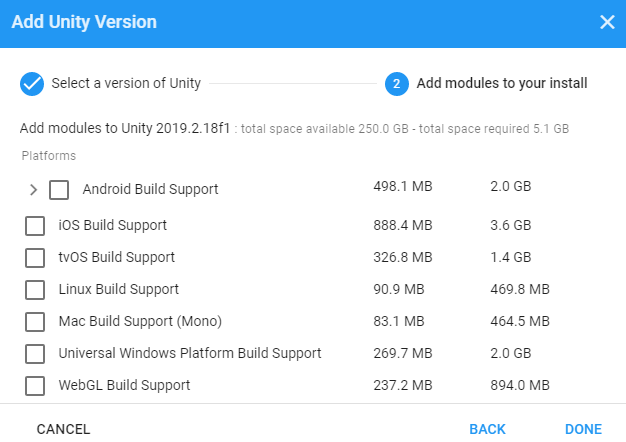 Add Unity Version
Select a version of Unity 2 Add modules to your install
Add modules to Unity 2019.2.18f1 : total space available 250.0 GB - total space required 5.1 GB
Platforms
Android Build Support 498.1 MB 2.0 GB
iOS Build Support 888.4 MB 3.6 GB
tvOS Build Support 326.8 MB 1.4 GB
Linux Build Support 90.9 MB 469.8 MB
Mac Build Support (Mono) 83.1 MB 464.5 MB
Universal Windows Platform Build Support 269.7 MB 2.0 GB
WebGL Build Support 237.2 MB 894.0 MB
CANCEL BACK DONE